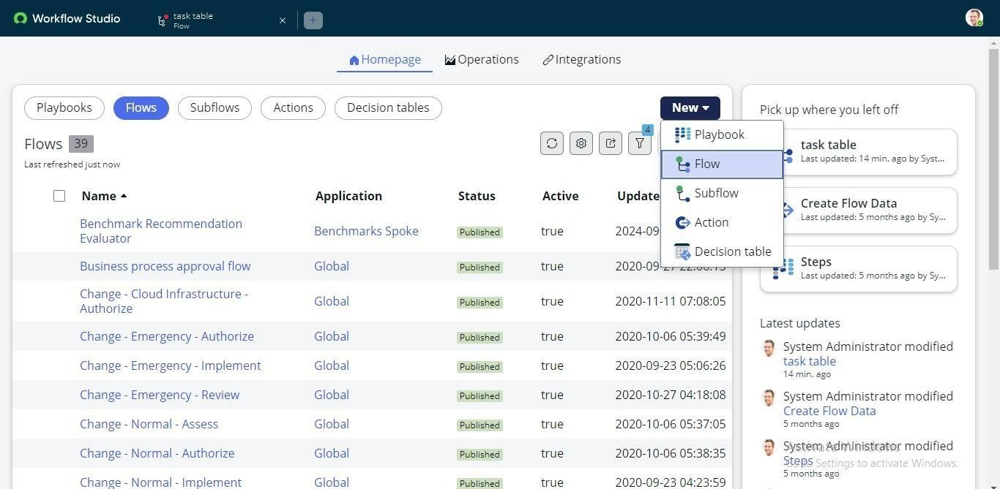 Workflow Studio
task table
Flow
Homepage
Operations
Integrations
Playbooks
Flows
Subflows
Actions
Decision tables
New
Playbook
Flow
Subflow
Action
Decision table
Flows 39
4
Last refreshed just now
Name Application Status Active Update
Benchmark Recommendation
Evaluator
Benchmarks Spoke Published true 2024-09-
Business process approval flow Global Published true 2020-09-27 22:06:15
Change - Cloud Infrastructure -
Authorize
Global Published true 2020-11-11 07:08:05
Change - Emergency - Authorize Global Published true 2020-10-06 05:39:49
Change - Emergency - Implement Global Published true 2020-09-23 05:06:26
Change - Emergency - Review Global Published true 2020-10-27 04:18:08
Change - Normal - Assess Global Published true 2020-10-06 05:37:05
Change - Normal - Authorize Global Published true 2020-10-06 05:38:35
Change - Normal - Implement Global Published true 2020-09-23 04:23:59
Pick up where you left off
task table
Last updated: 14 min. ago by Syst...
Create Flow Data
Last updated: 5 months ago by Sy...
Steps
Last updated: 5 months ago by Sy...
Latest updates
System Administrator modified
task table
14 min. ago
System Administrator modified
Create Flow Data
5 months ago
System Administrator modified
Steps
5 months ago
Activate Windows
Go to Settings to activate Windows.